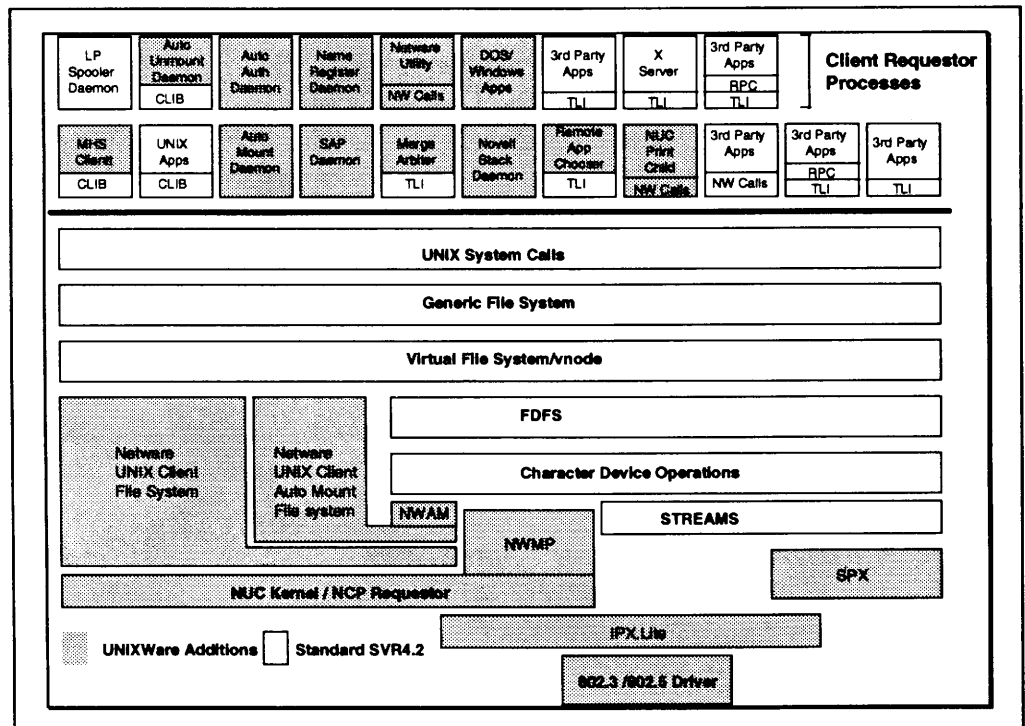 LP
Spooler
Daemon
Auto
Unmount
Daemon
CLIB
Auto
Auth
Daemon
Name
Register
Daemon
Netware
Utility
NW Calls
DOS/
Windows
Apps
3rd Party
Apps
TLI
X
Server
TLI
3rd Party
Apps
RPC
TLI
Client Requestor
Processes
MHS
Clientt
CLIB
UNIX
Apps
CLIB
Auto
Mount
Daemon
SAP
Daemon
Merge
Arbiter
TLI
Novell
Stack
Daemon
Remote
App
Chooser
TLI
NUC
Print
Child
NW Calls
3rd Party
Apps
NW Calls
3rd Party
Apps
RPC
TLI
3rd Party
Apps
TLI
UNIX System Calls
Generic File System
Virtual File System/vnode
FDFS
Netware
UNIX Client
File System
Netware
UNIX Client
Auto Mount
File system
Character Device Operations
NWAM
STREAMS
NWMP
SPX
NUC Kernal / NCP Requestor
IPX.Lite
UNIXWare Additions
Standard SVR4.2
802.3 /802.5 Driver